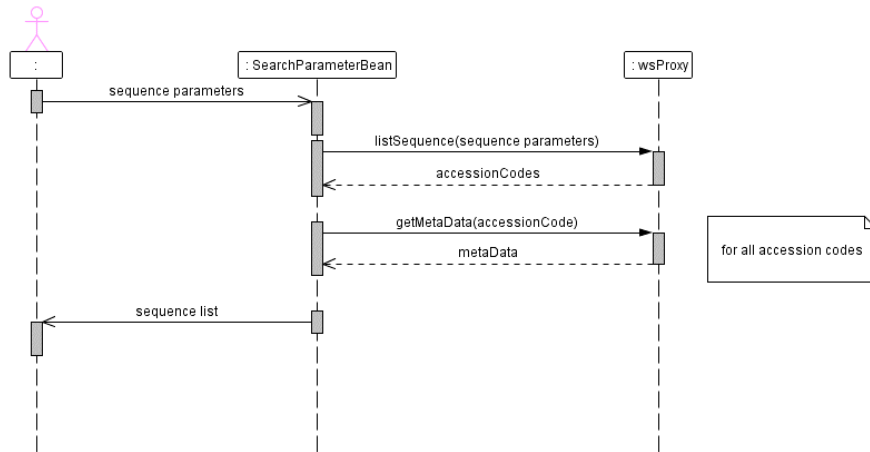 :
: SearchParameterBean
: wsProxy
sequence parameters
listSequence(sequence parameters)
accessionCodes
getMetaData(accessionCode)
for all accession codes
metaData
sequence list